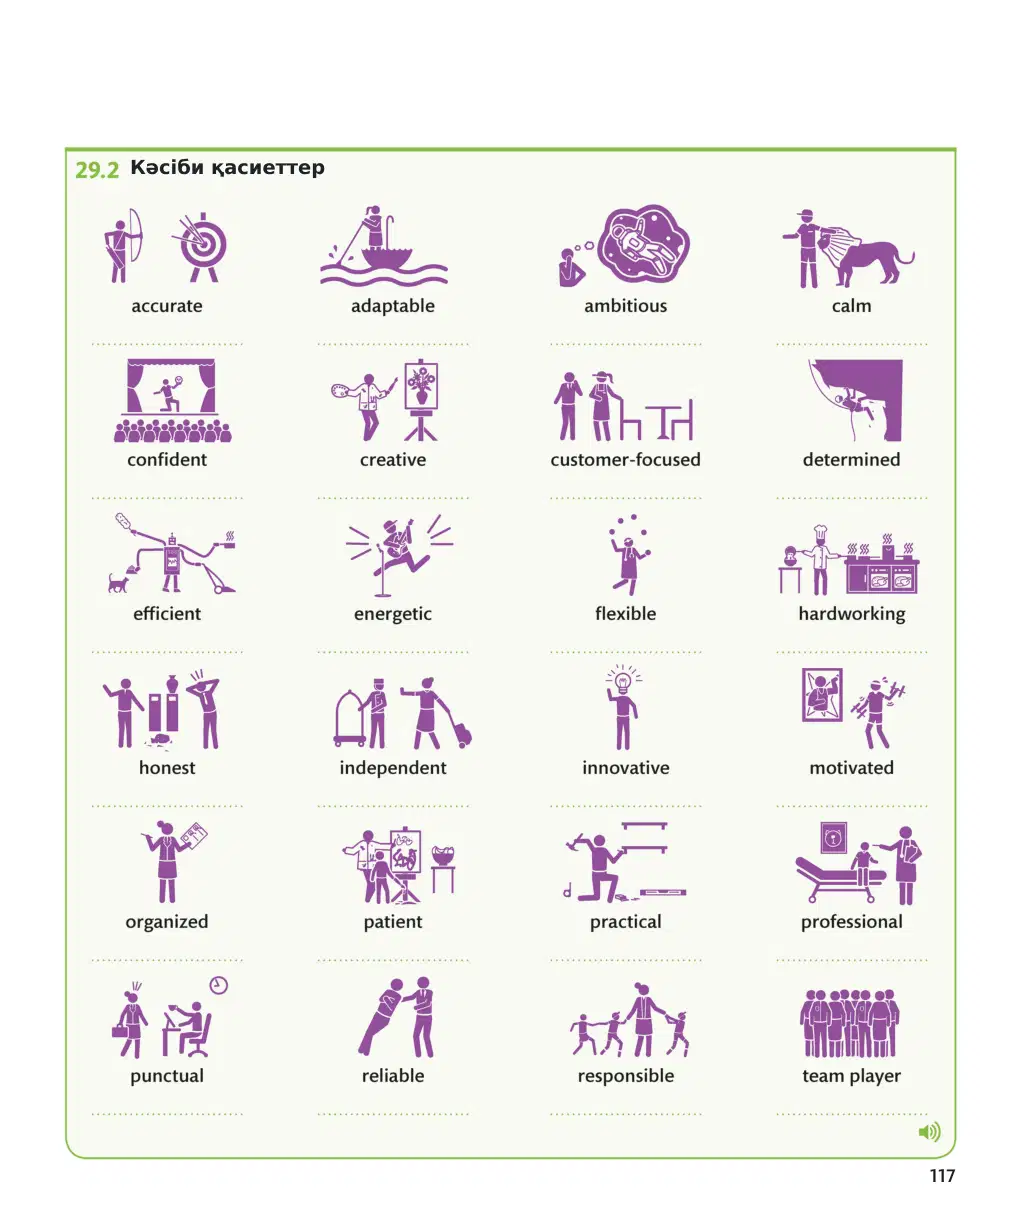 29.2 Кәсіби қасиеттер
accurate adaptable ambitious calm
confident creative customer-focused determined
efficient energetic flexible hardworking
honest independent innovative motivated
organized patient practical professional
punctual reliable responsible team player
117